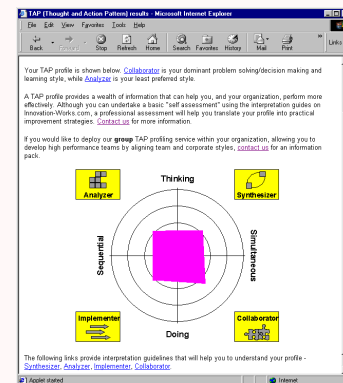 TAP (Thought and Action Pattern) results - Microsoft Internet Explorer
File Edit View Favorites Tools Help
Back Forward Stop Refresh Home Search Favorites History Mail Print » Links
Your TAP profile is shown below. Collaborator is your dominant problem solving/decision making and
learning style, while Analyzer is your least preferred style.
A TAP profile provides a wealth of information that can help you, and your organization, perform more
effectively. Although you can undertake a basic "self assessment" using the interpretation guides on
Innovation-Works.com, a professional assessment will help you translate your profile into practical
improvement strategies. Contact us for more information.
If you would like to deploy our group TAP profiling service within your organization, allowing you to
develop high performance teams by aligning team and corporate styles, contact us for an information
pack.
Analyzer
Thinking
Synthesizer
Sequential
Simultaneous
Implementer
Doing
Collaborator
The following links provide interpretation guidelines that will help you to understand your profile -
Synthesizer, Analyzer, Implementer, Collaborator.
Applet started Internet